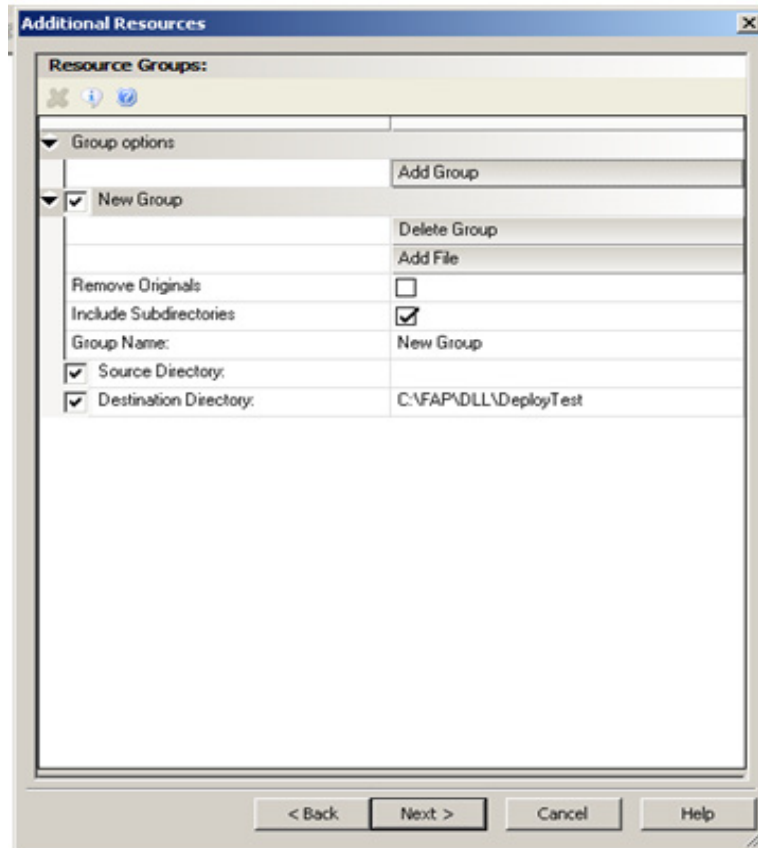 Additional Resources
Resource Groups:
Group options
Add Group
New Group
Delete Group
Add File
Remove Originals
Include Subdirectories
Group Name: New Group
Source Directory:
Destination Directory: C:\FAP\DLL\DeployTest
< Back Next > Cancel Help